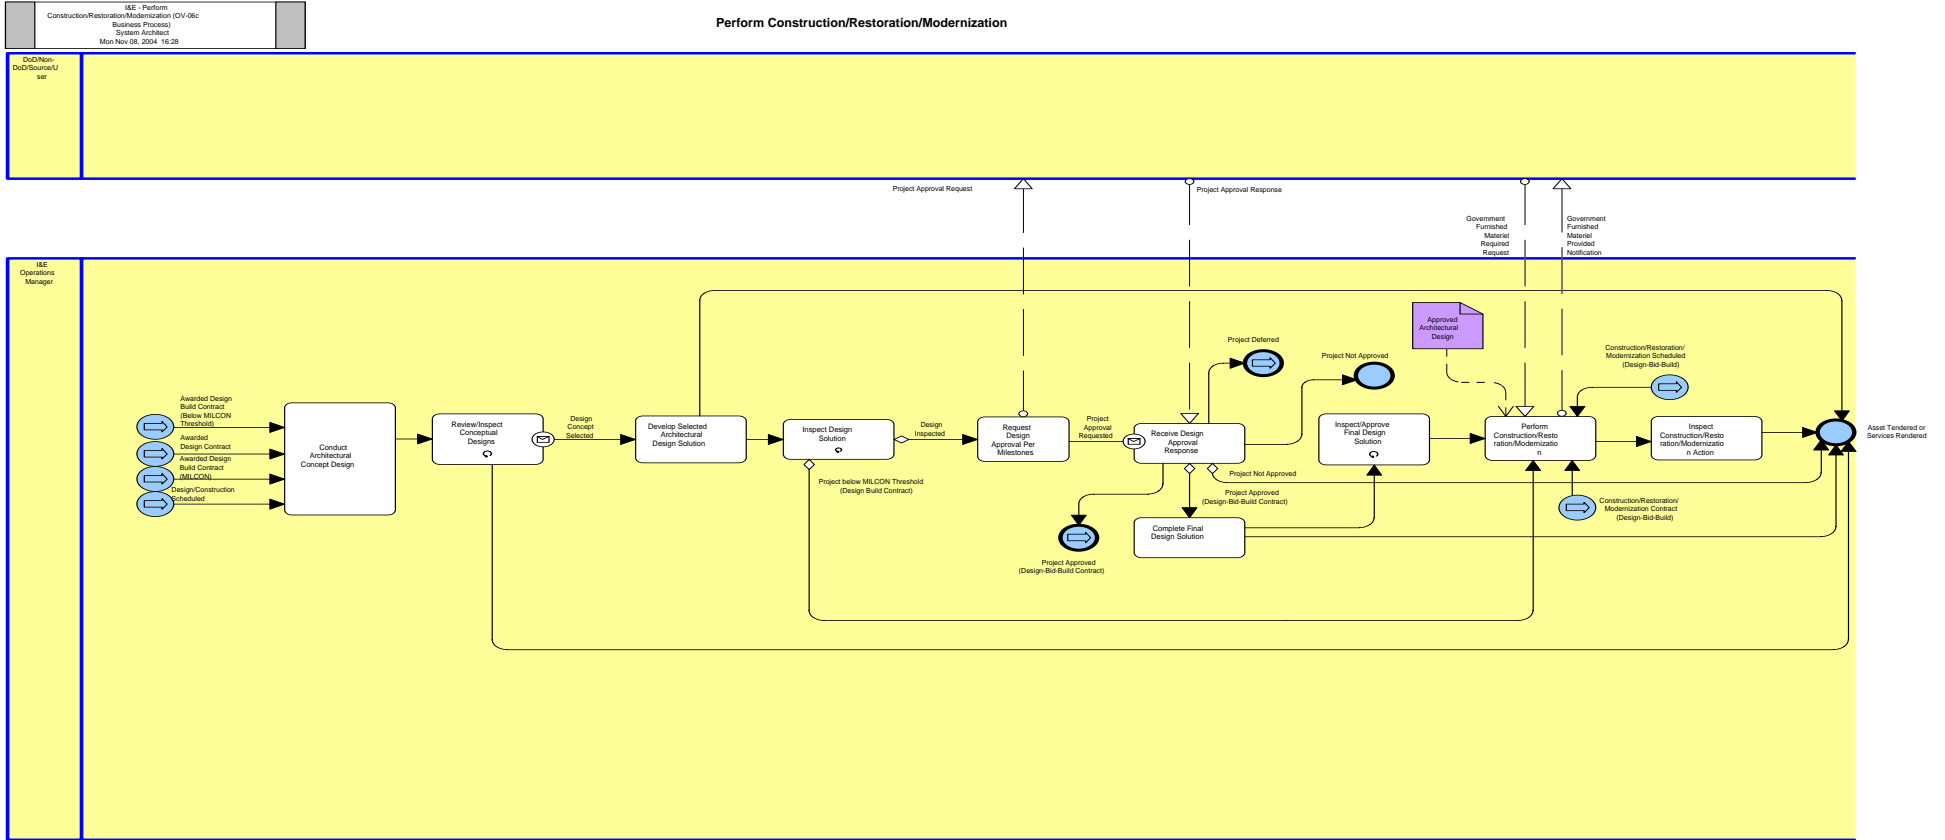 I&E - Perform
Construction/Restoration/Modernization (OV-06c
Business Process)
System Architect
Mon Nov 08, 2004 16:28
Perform Construction/Restoration/Modernization
DoD/Non-
DoD/Source/U
ser
Project Approval Request
Project Approval Response
Government
Furnished
Materiel
Required
Request
Government
Furnished
Materiel
Provided
Notification
I&E
Operations
Manager
Awarded Design
Build Contract
(Below MILCON
Threshold)
Awarded
Design Contract
Awarded Design
Build Contract
(MILCON)
Design/Construction
Scheduled
Conduct
Architectural
Concept Design
Review/Inspect
Conceptual
Designs
Design
Concept
Selected
Develop Selected
Architectural
Design Solution
Inspect Design
Solution
Design
Inspected
Project below MILCON Threshold
(Design Build Contract)
Request
Design
Approval Per
Milestones
Project
Approval
Requested
Receive Design
Approval
Response
Project Deferred
Project Not Approved
Project Not Approved
Project Approved
(Design-Bid-Build Contract)
Complete Final
Design Solution
Project Approved
(Design-Bid-Build Contract)
Inspect/Approve
Final Design
Solution
Approved
Architectural
Design
Construction/Restoration/
Modernization Scheduled
(Design-Bid-Build)
Perform
Construction/Resto
ration/Modernizatio
n
Inspect
Construction/Resto
ration/Modernizatio
n Action
Construction/Restoration/
Modernization Contract
(Design-Bid-Build)
Asset Tendered or
Services Rendered